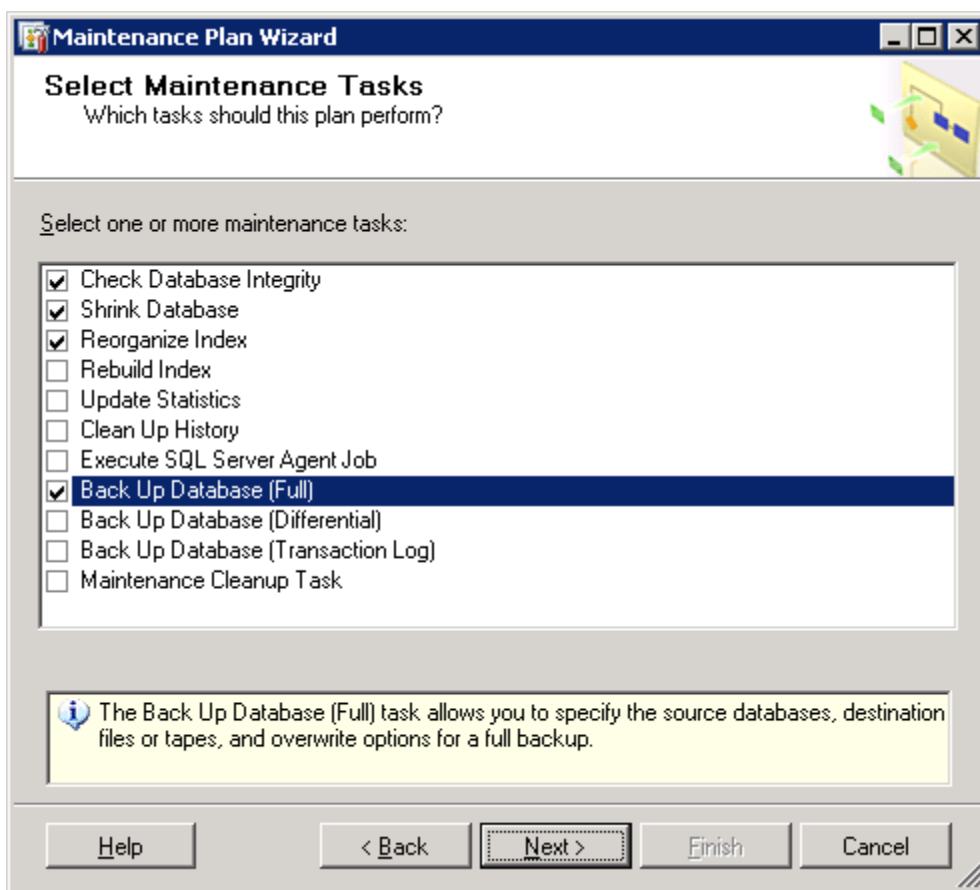 Maintenance Plan Wizard
Select Maintenance Tasks
Which tasks should this plan perform?
Select one or more maintenance tasks:
Check Database Integrity
Shrink Database
Reorganize Index
Rebuild Index
Update Statistics
Clean Up History
Execute SQL Server Agent Job
Back Up Database (Full)
Back Up Database (Differential)
Back Up Database (Transaction Log)
Maintenance Cleanup Task
The Back Up Database (Full) task allows you to specify the source databases, destination
files or tapes, and overwrite options for a full backup.
Help
< Back
Next >
Finish
Cancel